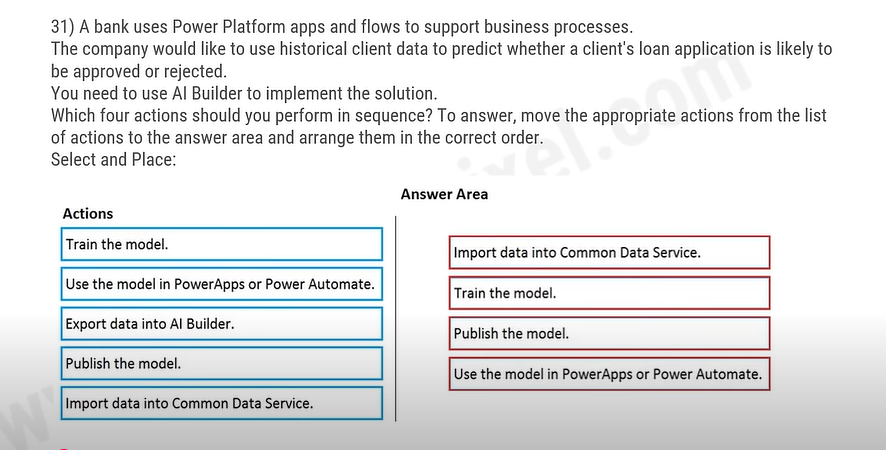 31) A bank uses Power Platform apps and flows to support business processes.
The company would like to use historical client data to predict whether a client's loan application is likely to
be approved or rejected.
You need to use AI Builder to implement the solution.
Which four actions should you perform in sequence? To answer, move the appropriate actions from the list
of actions to the answer area and arrange them in the correct order.
Select and Place:
Answer Area
Actions
Train the model.
Use the model in PowerApps or Power Automate.
Export data into AI Builder.
Publish the model.
Import data into Common Data Service.
Import data into Common Data Service.
Train the model.
Publish the model.
Use the model in PowerApps or Power Automate.